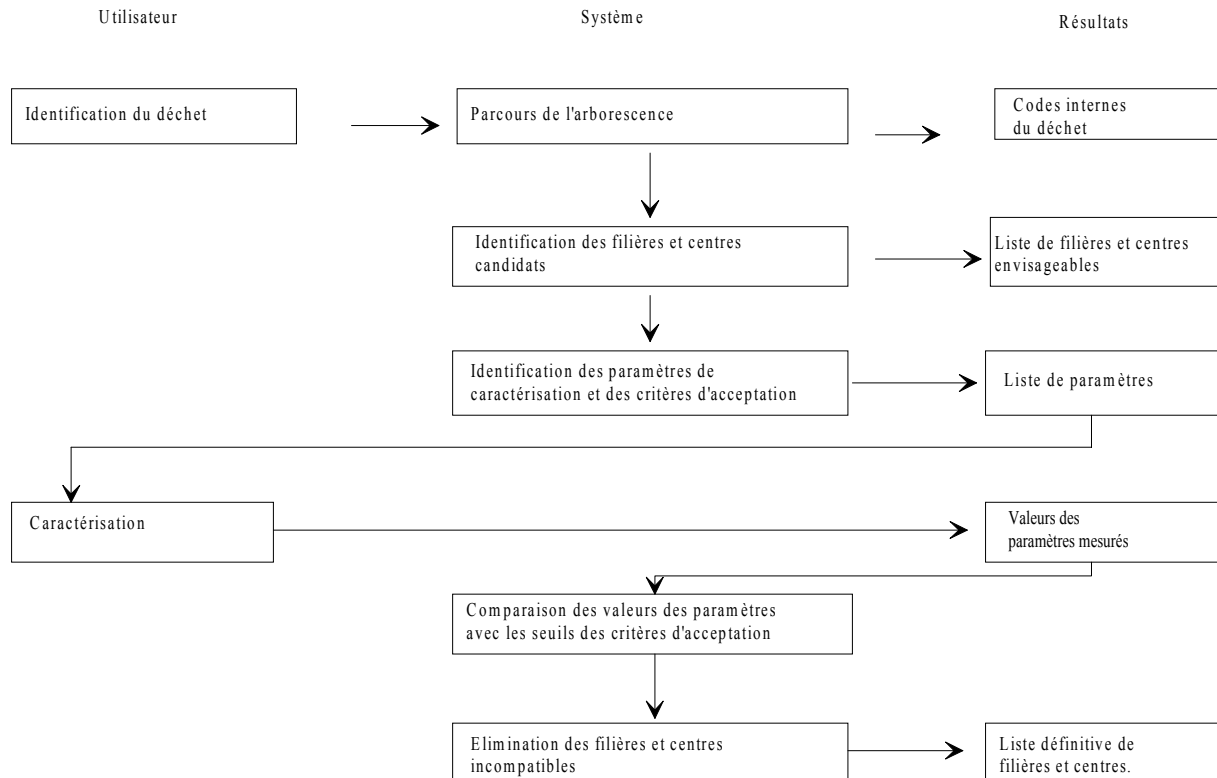 Utilisateur
Système
Résultats
Identification du déchet
Parcours de l'arborescence
Codes internes
du déchet
Identification des filières et centres
candidats
Liste de filières et centres
envisageables
Identification des paramètres de
caractérisation et des critères d'acceptation
Liste de paramètres
Caractérisation
Valeurs des
paramètres mesurés
Comparaison des valeurs des paramètres
avec les seuils des critères d'acceptation
Elimination des filières et centres
incompatibles
Liste définitive de
filières et centres.